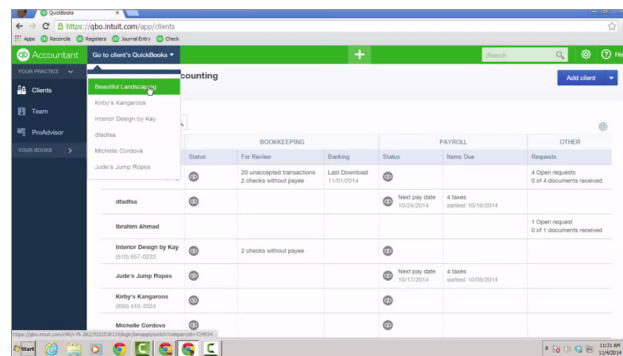 QuickBooks
https://qbo.intuit.com/app/clients
Apps Reconcile Registers Journal Entry Check
Accountant Go to client's QuickBooks Search
YOUR PRACTICE
Clients
Team
ProAdvisor
YOUR BOOKS
counting
Add client
Beautiful Landscaping
Kirby's Kangaroos
Interior Design by Kay
dfadfsa
Michelle Cordova
Jude's Jump Ropes
BOOKKEEPING PAYROLL OTHER
Status For Review Banking Status Items Due Requests
20 unaccepted transactions Last Download 4 Open requests
2 checks without payee 11/01/2014 0 of 4 documents received
dfadfsa Next pay date 4 taxes
10/24/2014 earliest 10/16/2014
Ibrahim Ahmad 1 Open request
0 of 1 documents received
Interior Design by Kay 2 checks without payee
(510) 657-0203
Jude's Jump Ropes Next pay date 4 taxes
10/17/2014 earliest 10/08/2014
Kirby's Kangaroos
(650) 410-3324
Michelle Cordova
Start
11:31 AM
11/4/2014